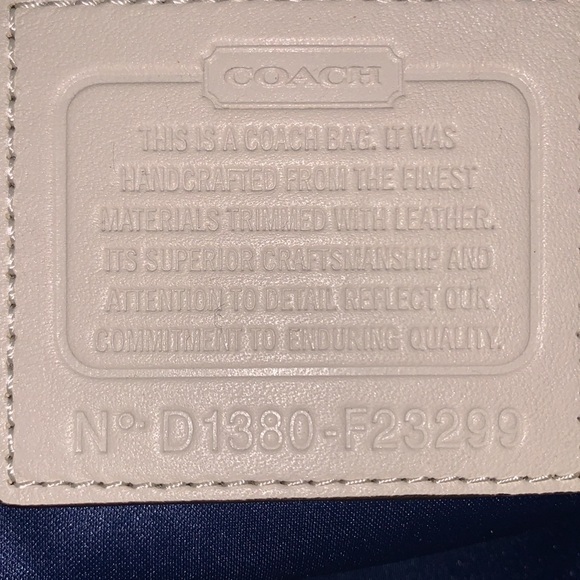 COACH
THIS IS A COACH BAG. IT WAS
HANDCRAFTED FROM THE FINEST
MATERIALS TRIMMED WITH LEATHER.
ITS SUPERIOR CRAFTSMANSHIP AND
ATTENTION TO DETAIL REFLECT OUR
COMMITMENT TO ENDURING QUALITY.
Nº. D1380-F23299